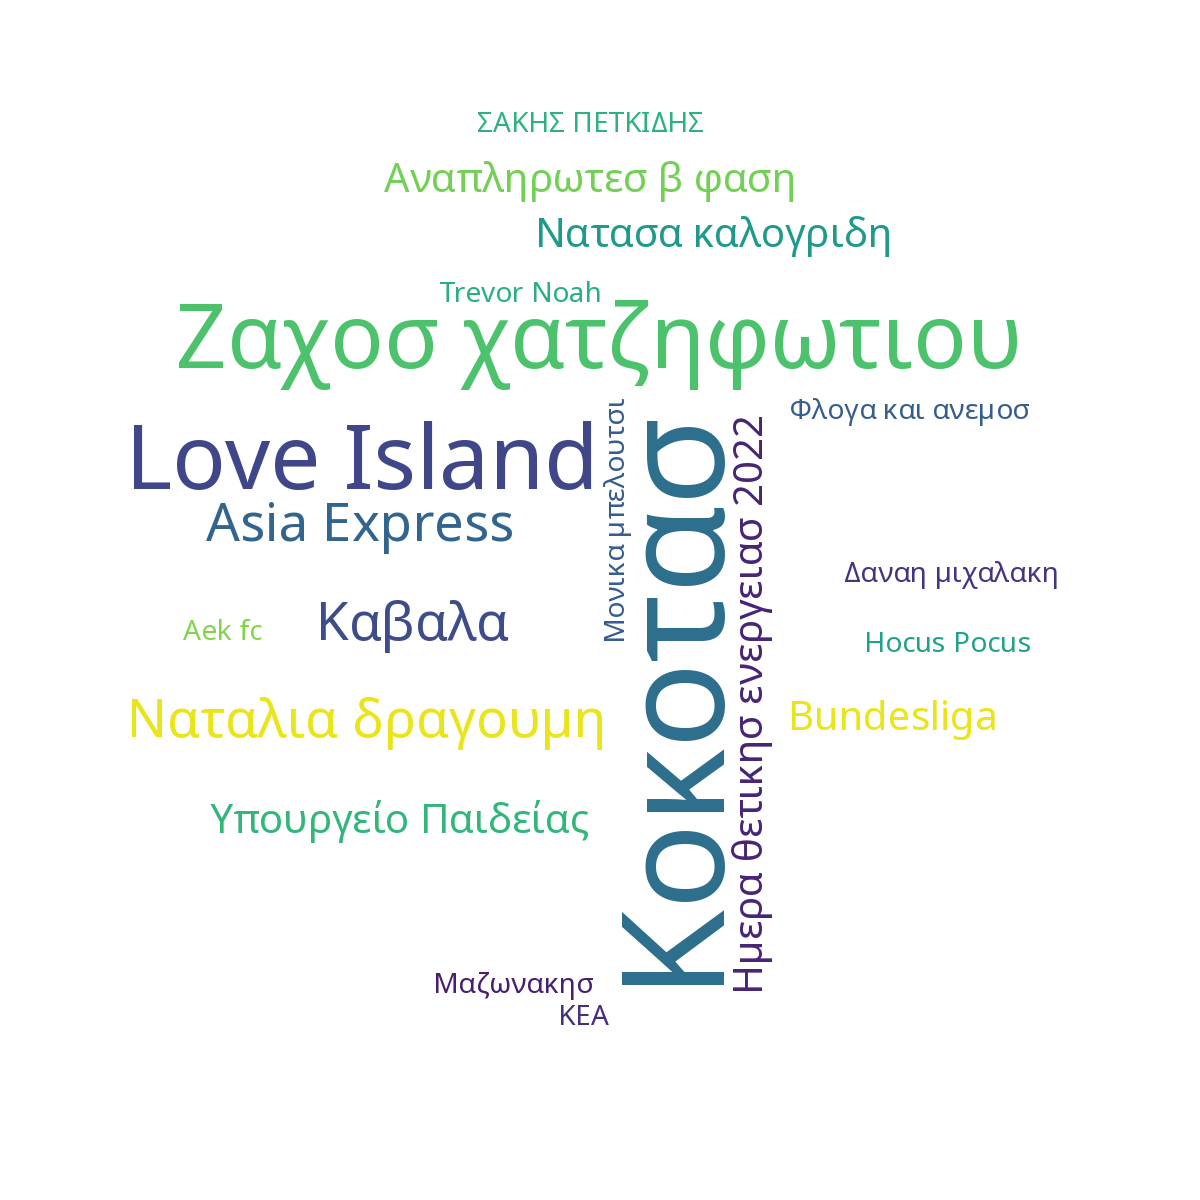 ΣΑΚΗΣ ΠΕΤΚΙΔΗΣ
Αναπληρωτεσ β φαση
Νατασα καλογριδη
Trevor Noah
Ζαχοσ χατζηφωτιου
Φλογα και ανεμοσ
Love Island
Μονικα μπελουτσι
Κοκοτασ
Ημερα θετικησ ενεργειασ 2022
Asia Express
Δαναη μιχαλακη
Καβαλα
Aek fc
Hocus Pocus
Ναταλια δραγουμη
Bundesliga
Υπουργείο Παιδείας
Μαζωνακησ
ΚΕΑ